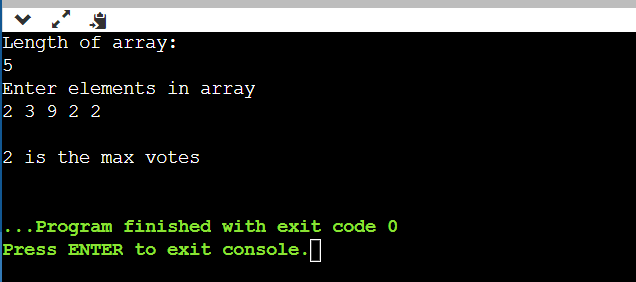 Length of array:
5
Enter elements in array
2 3 9 2 2
2 is the max votes
...Program finished with exit code 0
Press ENTER to exit console.